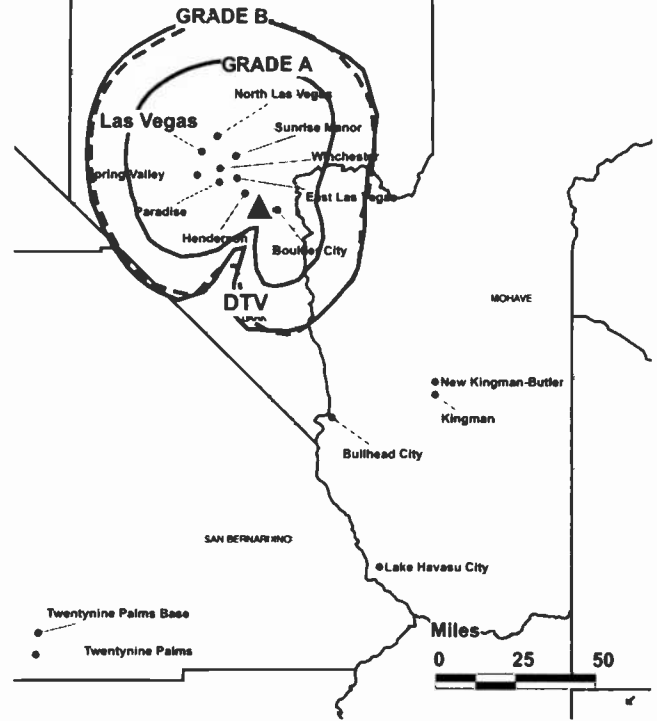 GRADE B
GRADE A
North Las Vegas
Las Vegas
Sunrise Manor
Winchester
pring Valley
East Las Vegas
Paradise
Henderson
Boulder City
DTV
MOHAVE
New Kingman-Butler
Kingman
Bullhead City
SAN BERNARDINO
Lake Havasu City
Twentynine Palms Base
Twentynine Palms
Miles
0 25 50